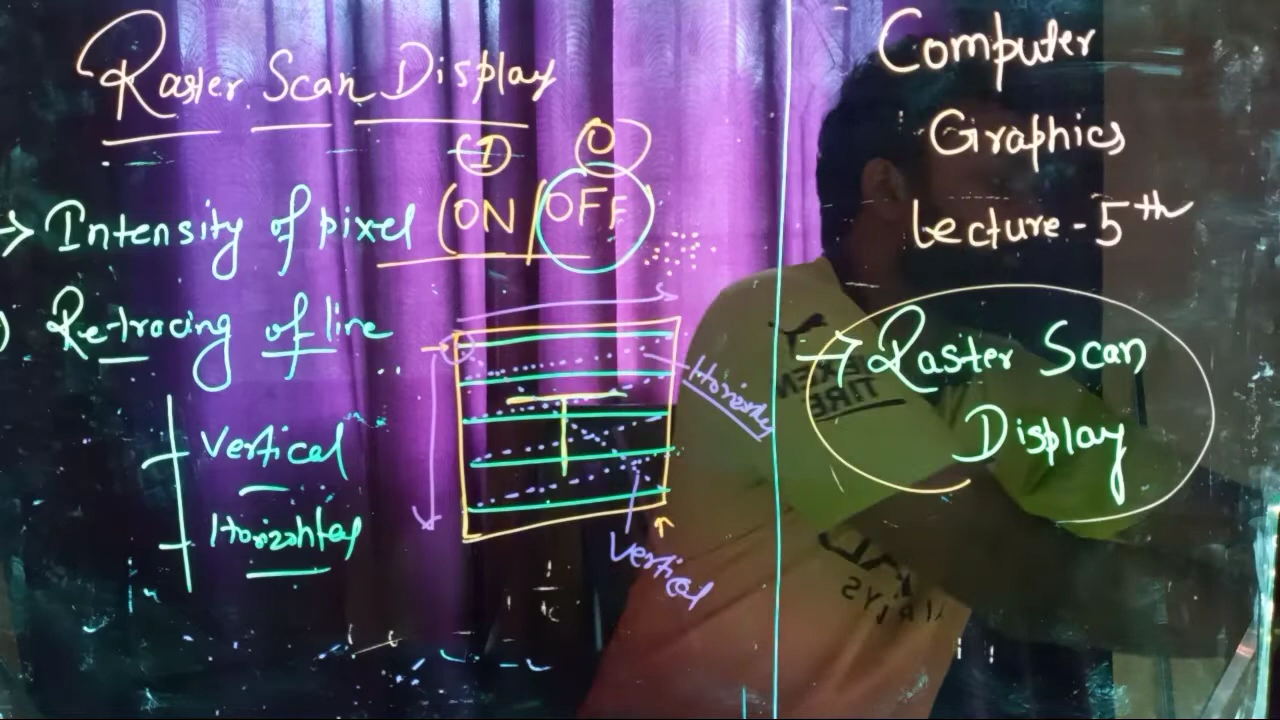 Raster Scan Display
1 0
→ Intensity of pixel (ON/OFF)
Re-tracing of line
Vertical
Horizontal
Horizontal
Vertical
Computer
Graphics
Lecture-5th
→ Raster Scan
Display
TIRE